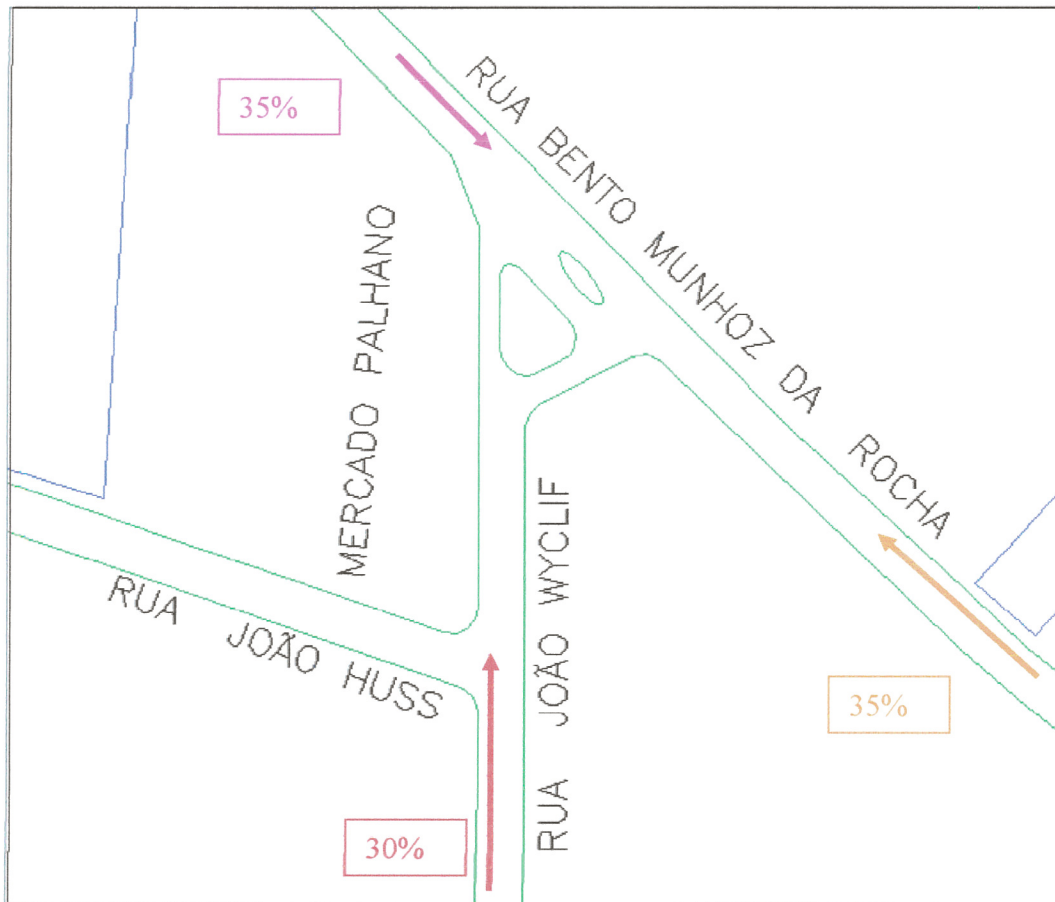 35%
RUA BENTO MUNHOZ DA ROCHA
MERCADO PALHANO
RUA JOÃO HUSS
RUA JOÃO WYCLIF
35%
30%